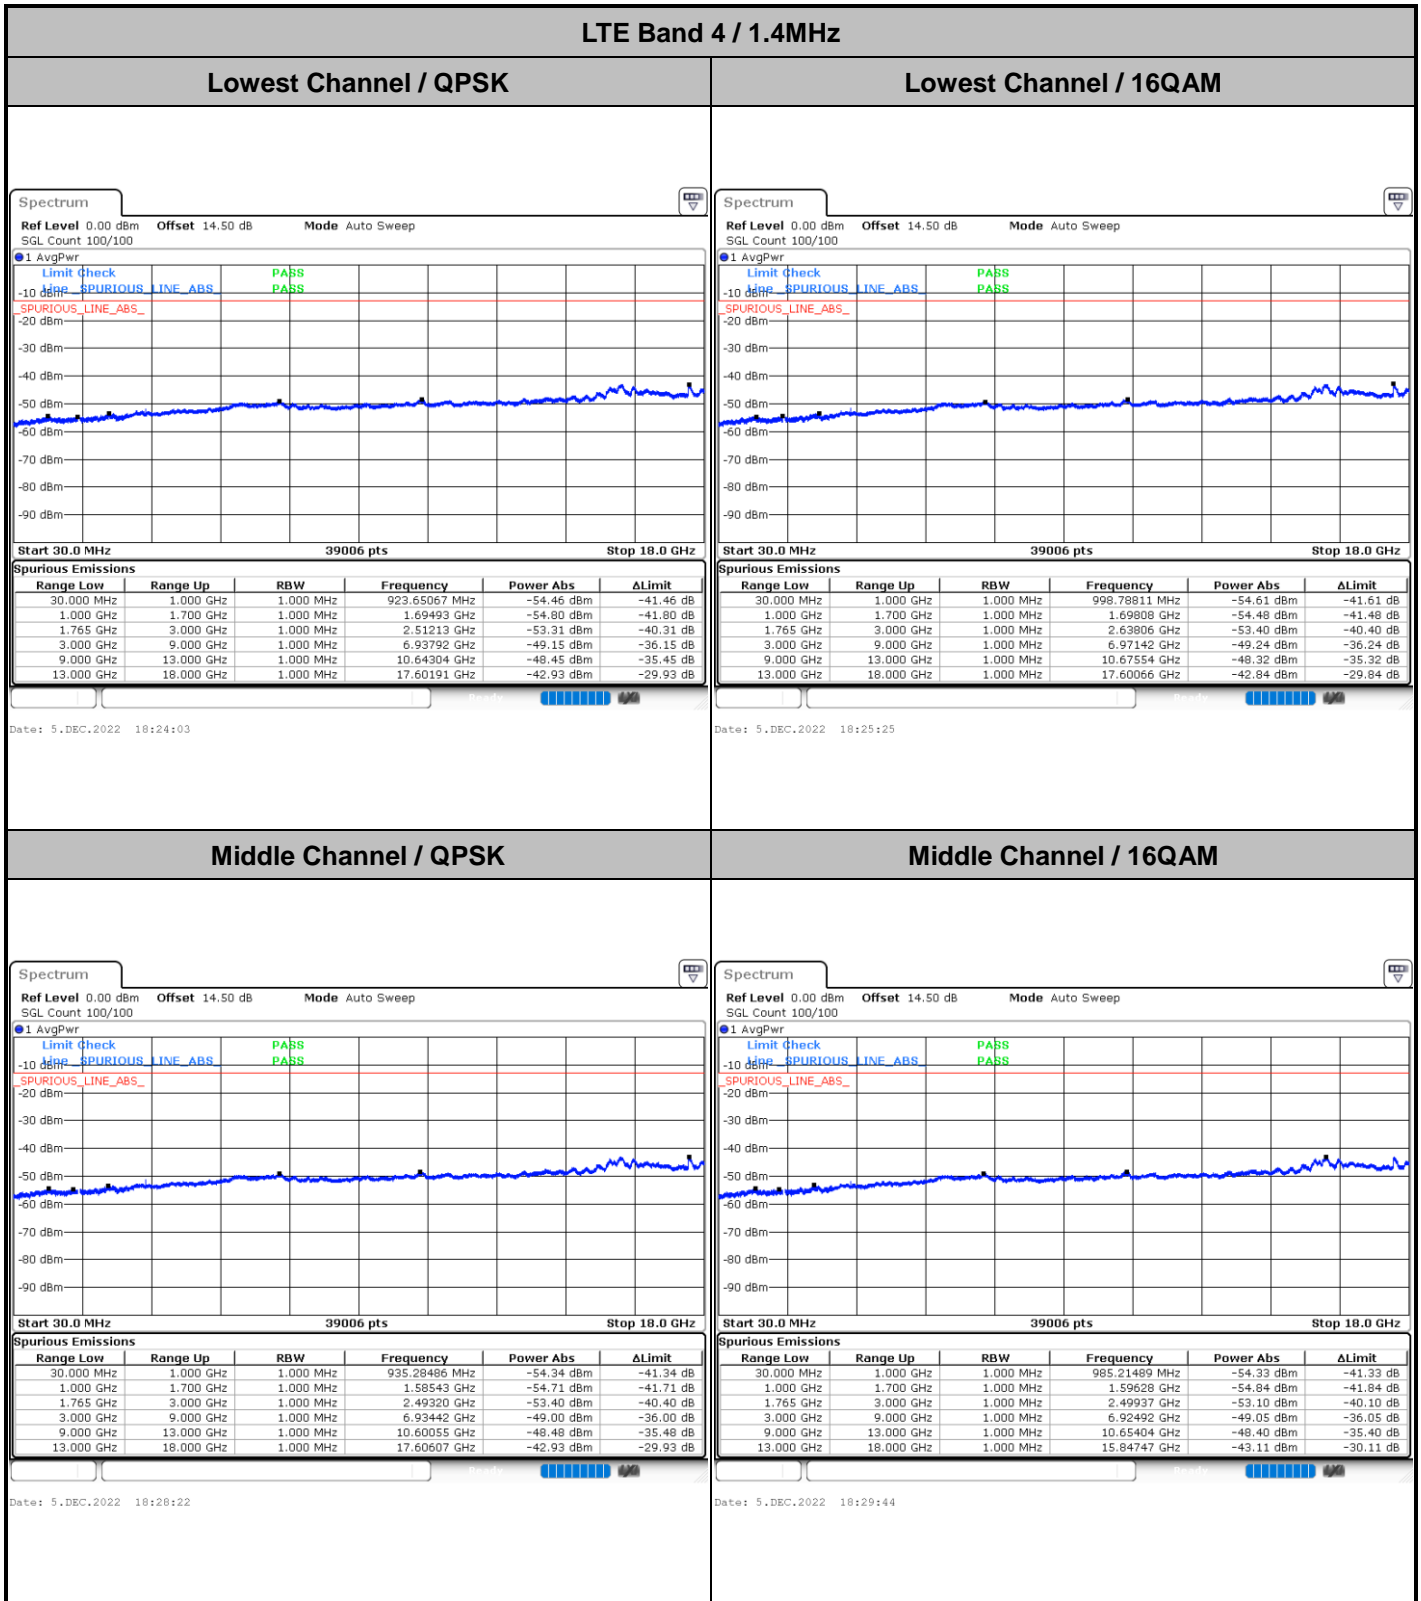 LTE Band 4 / 1.4MHz
Lowest Channel / QPSK
Lowest Channel / 16QAM
Spectrum
Ref Level 0.00 dBm Offset 14.50 dB Mode Auto Sweep
SGL Count 100/100
1 AvgPwr
Limit Check PASS
Line _SPURIOUS_LINE_ABS_ PASS
-10 dBm
_SPURIOUS_LINE_ABS_
-20 dBm
-30 dBm
-40 dBm
-50 dBm
-60 dBm
-70 dBm
-80 dBm
-90 dBm
Start 30.0 MHz 39006 pts Stop 18.0 GHz
Spurious Emissions
Range Low Range Up RBW Frequency Power Abs ΔLimit
30.000 MHz 1.000 GHz 1.000 MHz 923.65067 MHz -54.46 dBm -41.46 dB
1.000 GHz 1.700 GHz 1.000 MHz 1.69493 GHz -54.80 dBm -41.80 dB
1.765 GHz 3.000 GHz 1.000 MHz 2.51213 GHz -53.31 dBm -40.31 dB
3.000 GHz 9.000 GHz 1.000 MHz 6.93792 GHz -49.15 dBm -36.15 dB
9.000 GHz 13.000 GHz 1.000 MHz 10.64304 GHz -48.45 dBm -35.45 dB
13.000 GHz 18.000 GHz 1.000 MHz 17.60191 GHz -42.93 dBm -29.93 dB
Ready
Date: 5.DEC.2022 18:24:03
Spectrum
Ref Level 0.00 dBm Offset 14.50 dB Mode Auto Sweep
SGL Count 100/100
1 AvgPwr
Limit Check PASS
Line _SPURIOUS_LINE_ABS_ PASS
-10 dBm
_SPURIOUS_LINE_ABS_
-20 dBm
-30 dBm
-40 dBm
-50 dBm
-60 dBm
-70 dBm
-80 dBm
-90 dBm
Start 30.0 MHz 39006 pts Stop 18.0 GHz
Spurious Emissions
Range Low Range Up RBW Frequency Power Abs ΔLimit
30.000 MHz 1.000 GHz 1.000 MHz 998.78811 MHz -54.61 dBm -41.61 dB
1.000 GHz 1.700 GHz 1.000 MHz 1.69808 GHz -54.48 dBm -41.48 dB
1.765 GHz 3.000 GHz 1.000 MHz 2.63806 GHz -53.40 dBm -40.40 dB
3.000 GHz 9.000 GHz 1.000 MHz 6.97142 GHz -49.24 dBm -36.24 dB
9.000 GHz 13.000 GHz 1.000 MHz 10.67554 GHz -48.32 dBm -35.32 dB
13.000 GHz 18.000 GHz 1.000 MHz 17.60066 GHz -42.84 dBm -29.84 dB
Ready
Date: 5.DEC.2022 18:25:25
Middle Channel / QPSK
Middle Channel / 16QAM
Spectrum
Ref Level 0.00 dBm Offset 14.50 dB Mode Auto Sweep
SGL Count 100/100
1 AvgPwr
Limit Check PASS
Line _SPURIOUS_LINE_ABS_ PASS
-10 dBm
_SPURIOUS_LINE_ABS_
-20 dBm
-30 dBm
-40 dBm
-50 dBm
-60 dBm
-70 dBm
-80 dBm
-90 dBm
Start 30.0 MHz 39006 pts Stop 18.0 GHz
Spurious Emissions
Range Low Range Up RBW Frequency Power Abs ΔLimit
30.000 MHz 1.000 GHz 1.000 MHz 935.28486 MHz -54.34 dBm -41.34 dB
1.000 GHz 1.700 GHz 1.000 MHz 1.58543 GHz -54.71 dBm -41.71 dB
1.765 GHz 3.000 GHz 1.000 MHz 2.49320 GHz -53.40 dBm -40.40 dB
3.000 GHz 9.000 GHz 1.000 MHz 6.93442 GHz -49.00 dBm -36.00 dB
9.000 GHz 13.000 GHz 1.000 MHz 10.60055 GHz -48.48 dBm -35.48 dB
13.000 GHz 18.000 GHz 1.000 MHz 17.60607 GHz -42.93 dBm -29.93 dB
Ready
Date: 5.DEC.2022 18:28:22
Spectrum
Ref Level 0.00 dBm Offset 14.50 dB Mode Auto Sweep
SGL Count 100/100
1 AvgPwr
Limit Check PASS
Line _SPURIOUS_LINE_ABS_ PASS
-10 dBm
_SPURIOUS_LINE_ABS_
-20 dBm
-30 dBm
-40 dBm
-50 dBm
-60 dBm
-70 dBm
-80 dBm
-90 dBm
Start 30.0 MHz 39006 pts Stop 18.0 GHz
Spurious Emissions
Range Low Range Up RBW Frequency Power Abs ΔLimit
30.000 MHz 1.000 GHz 1.000 MHz 985.21489 MHz -54.33 dBm -41.33 dB
1.000 GHz 1.700 GHz 1.000 MHz 1.59628 GHz -54.84 dBm -41.84 dB
1.765 GHz 3.000 GHz 1.000 MHz 2.49937 GHz -53.10 dBm -40.10 dB
3.000 GHz 9.000 GHz 1.000 MHz 6.92492 GHz -49.05 dBm -36.05 dB
9.000 GHz 13.000 GHz 1.000 MHz 10.65404 GHz -48.40 dBm -35.40 dB
13.000 GHz 18.000 GHz 1.000 MHz 15.84747 GHz -43.11 dBm -30.11 dB
Ready
Date: 5.DEC.2022 18:29:44